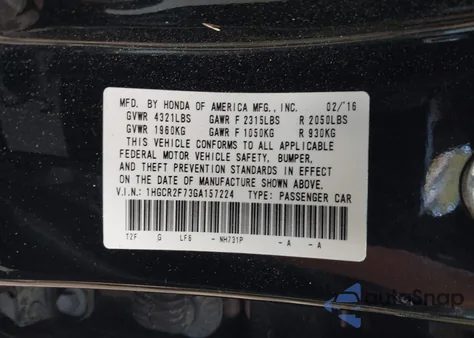 MFD. BY HONDA OF AMERICA MFG., INC. 02/'16
GVWR 4321LBS GAWR F 2315LBS R 2050LBS
GVWR 1960KG GAWR F 1050KG R 930KG
THIS VEHICLE CONFORMS TO ALL APPLICABLE
FEDERAL MOTOR VEHICLE SAFETY, BUMPER,
AND THEFT PREVENTION STANDARDS IN EFFECT
ON THE DATE OF MANUFACTURE SHOWN ABOVE.
V.I.N.: 1HGCR2F73GA157224 TYPE: PASSENGER CAR
T2F G LF6 - NH731P - A - A
autoSnap